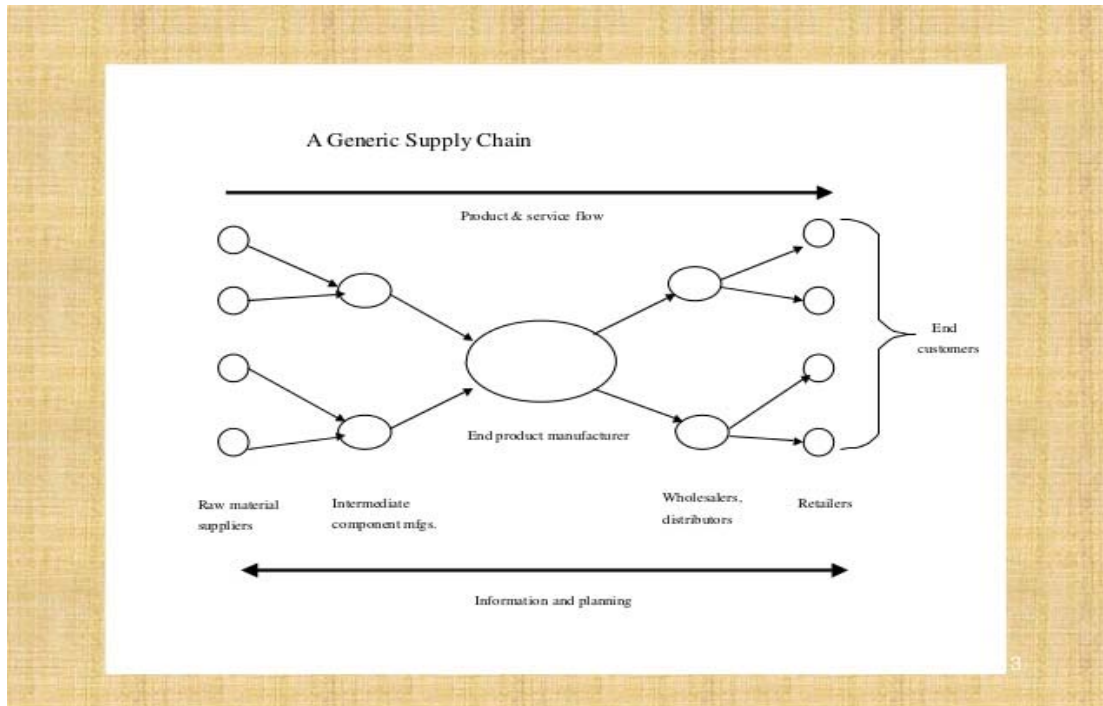 A Generic Supply Chain
Product & service flow
End
customers
End product manufacturer
Raw material
suppliers
Intermediate
component mfgs.
Wholesalers,
distributors
Retailers
Information and planning
3